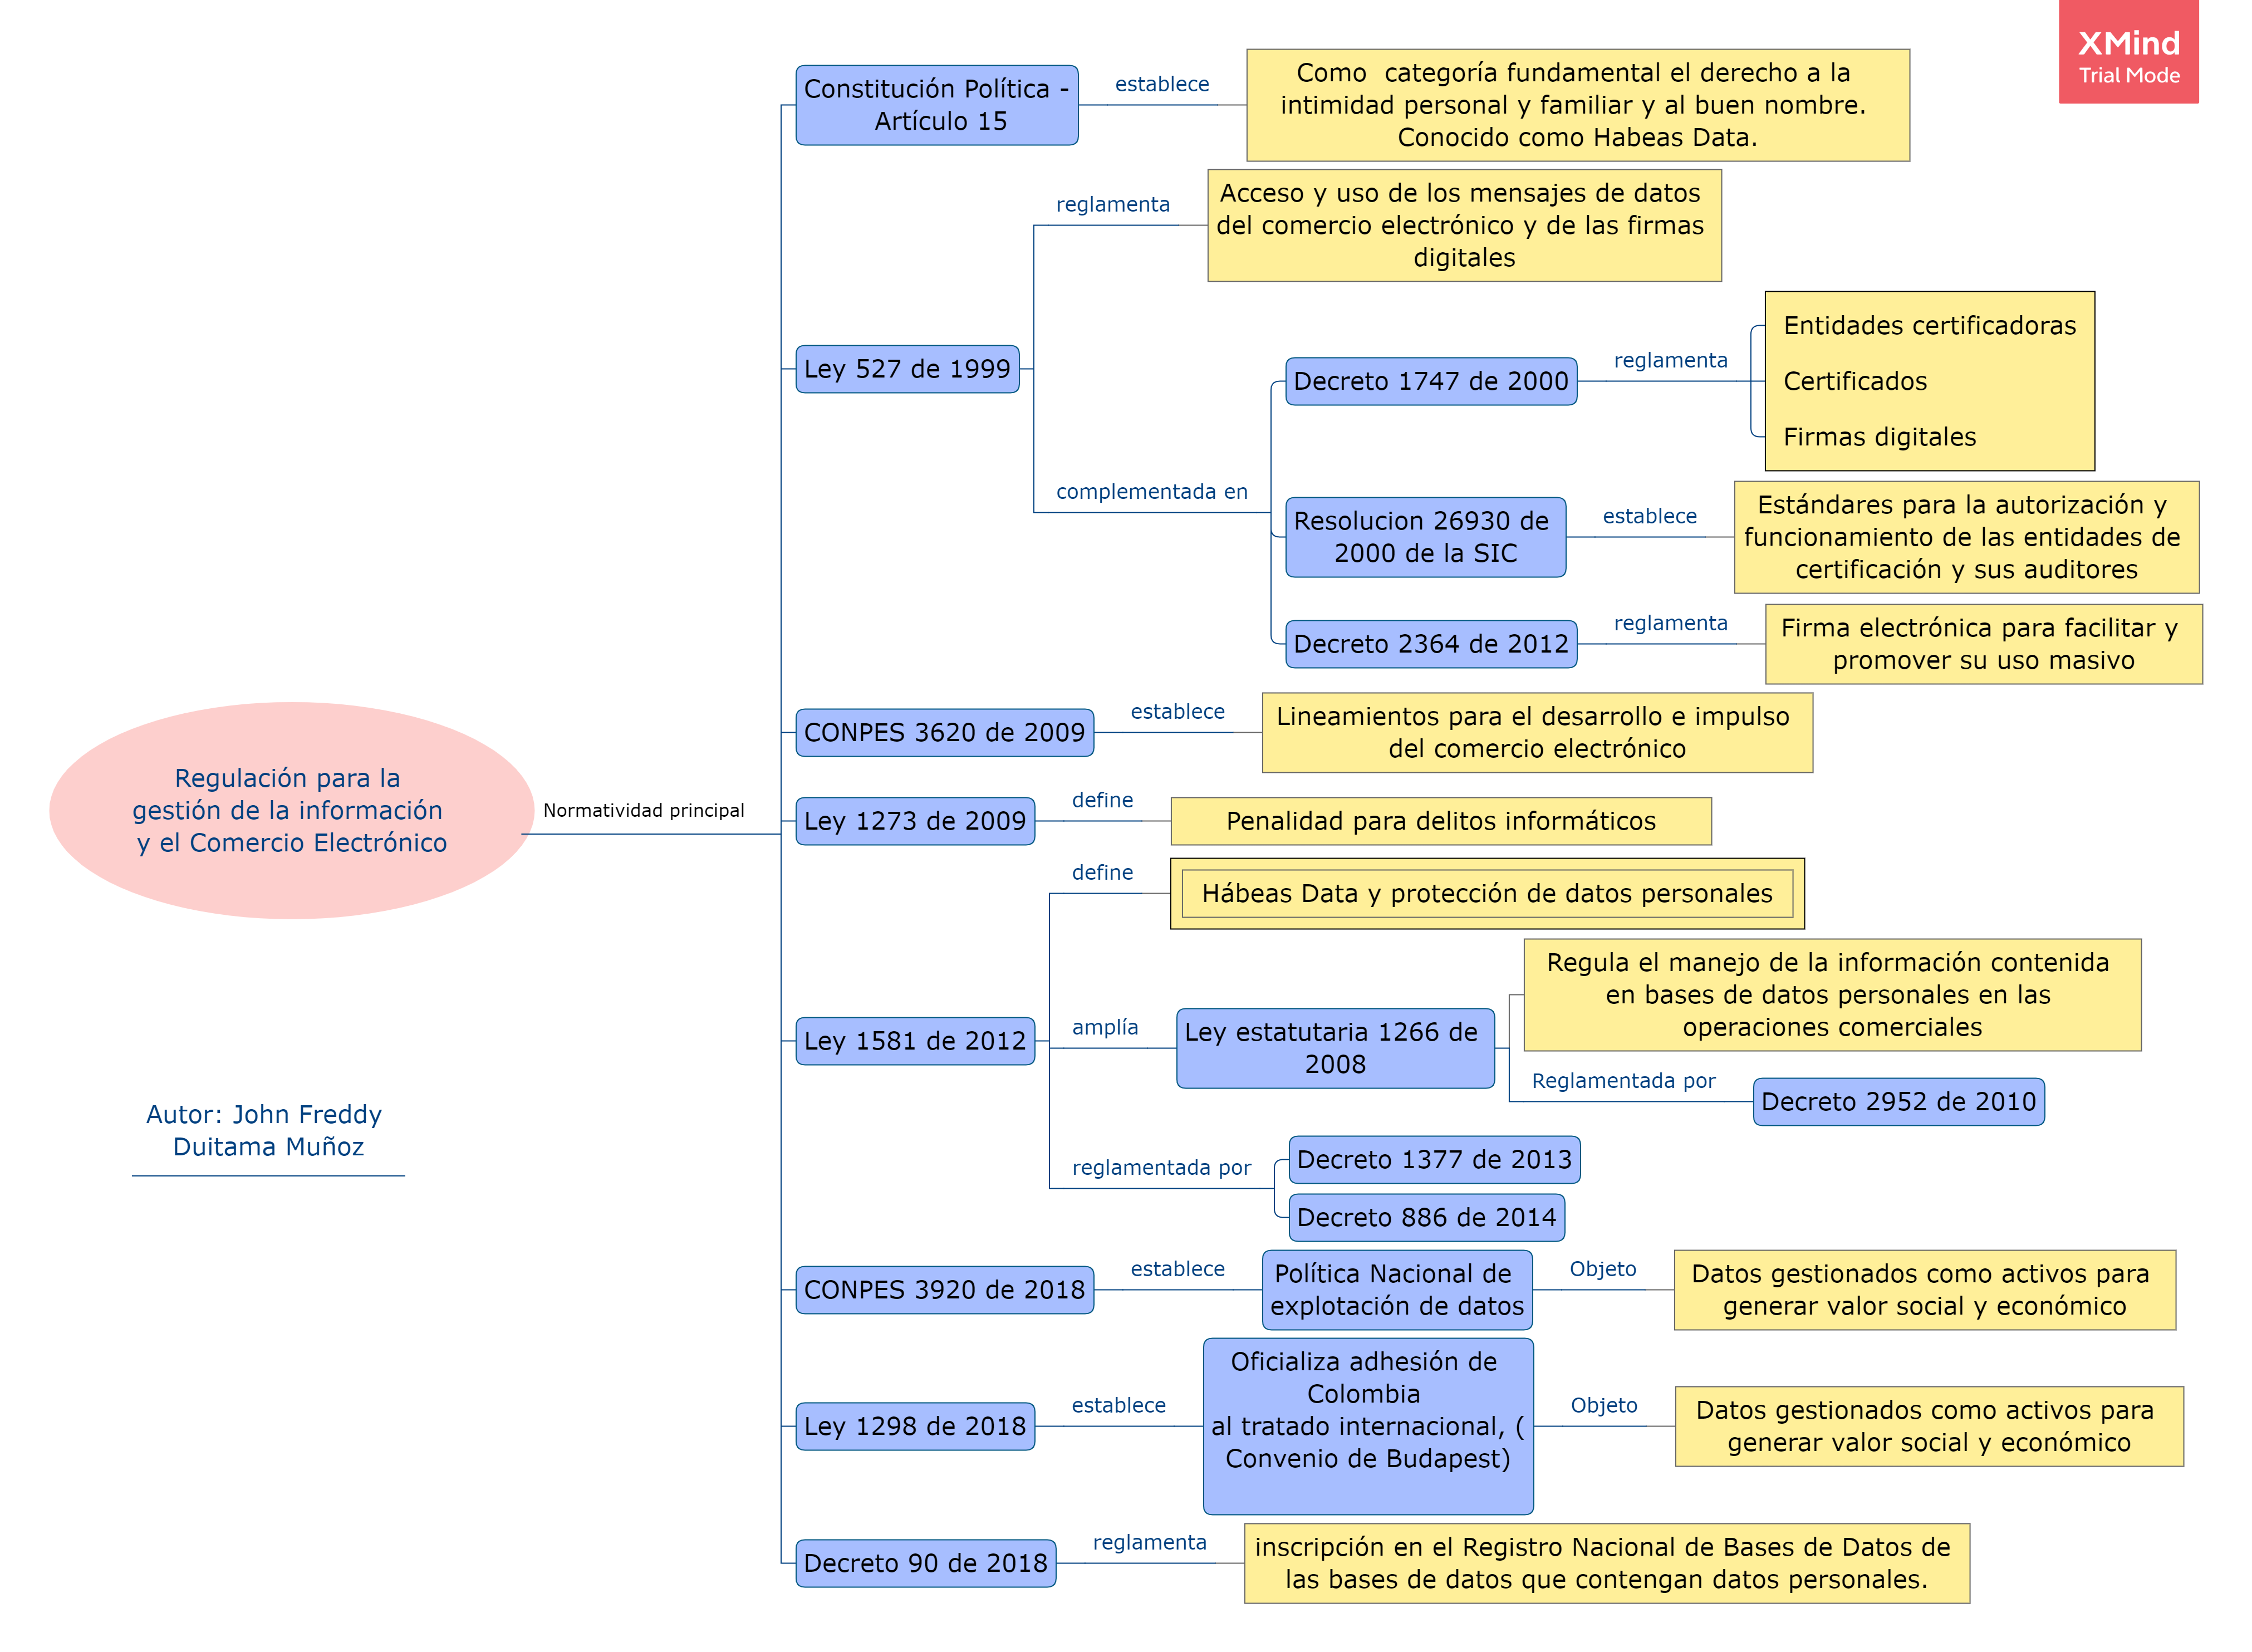 XMind
Trial Mode
Constitución Política -
Artículo 15
establece
Como categoría fundamental el derecho a la
intimidad personal y familiar y al buen nombre.
Conocido como Habeas Data.
Ley 527 de 1999
reglamenta
Acceso y uso de los mensajes de datos
del comercio electrónico y de las firmas
digitales
complementada en
Decreto 1747 de 2000
reglamenta
Entidades certificadoras
Certificados
Firmas digitales
Resolucion 26930 de
2000 de la SIC
establece
Estándares para la autorización y
funcionamiento de las entidades de
certificación y sus auditores
Decreto 2364 de 2012
reglamenta
Firma electrónica para facilitar y
promover su uso masivo
Regulación para la
gestión de la información
y el Comercio Electrónico
Normatividad principal
CONPES 3620 de 2009
establece
Lineamientos para el desarrollo e impulso
del comercio electrónico
Ley 1273 de 2009
define
Penalidad para delitos informáticos
Ley 1581 de 2012
define
Hábeas Data y protección de datos personales
amplía
Ley estatutaria 1266 de
2008
Regula el manejo de la información contenida
en bases de datos personales en las
operaciones comerciales
Reglamentada por
Decreto 2952 de 2010
reglamentada por
Decreto 1377 de 2013
Decreto 886 de 2014
Autor: John Freddy
Duitama Muñoz
CONPES 3920 de 2018
establece
Política Nacional de
explotación de datos
Objeto
Datos gestionados como activos para
generar valor social y económico
Ley 1298 de 2018
establece
Oficializa adhesión de
Colombia
al tratado internacional, (
Convenio de Budapest)
Objeto
Datos gestionados como activos para
generar valor social y económico
Decreto 90 de 2018
reglamenta
inscripción en el Registro Nacional de Bases de Datos de
las bases de datos que contengan datos personales.